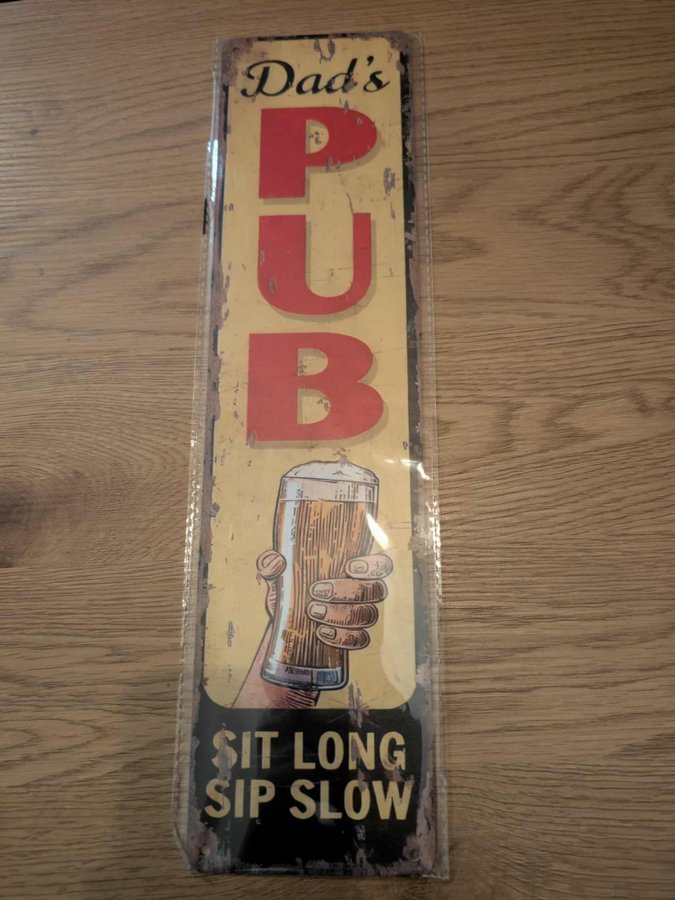 Dad's
PUB
SIT LONG
SIP SLOW